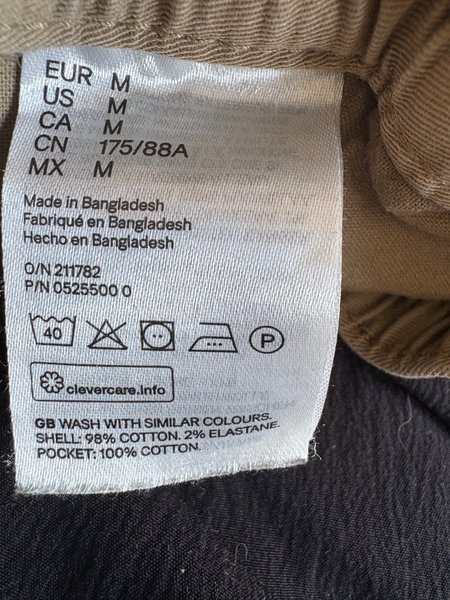 EUR M
US M
CA M
CN 175/88A
MX M
Made in Bangladesh
Fabriqué en Bangladesh
Hecho en Bangladesh
O/N 211782
P/N 0525500 0
40 P
clevercare.info
GB WASH WITH SIMILAR COLOURS.
SHELL: 98% COTTON. 2% ELASTANE.
POCKET: 100% COTTON.